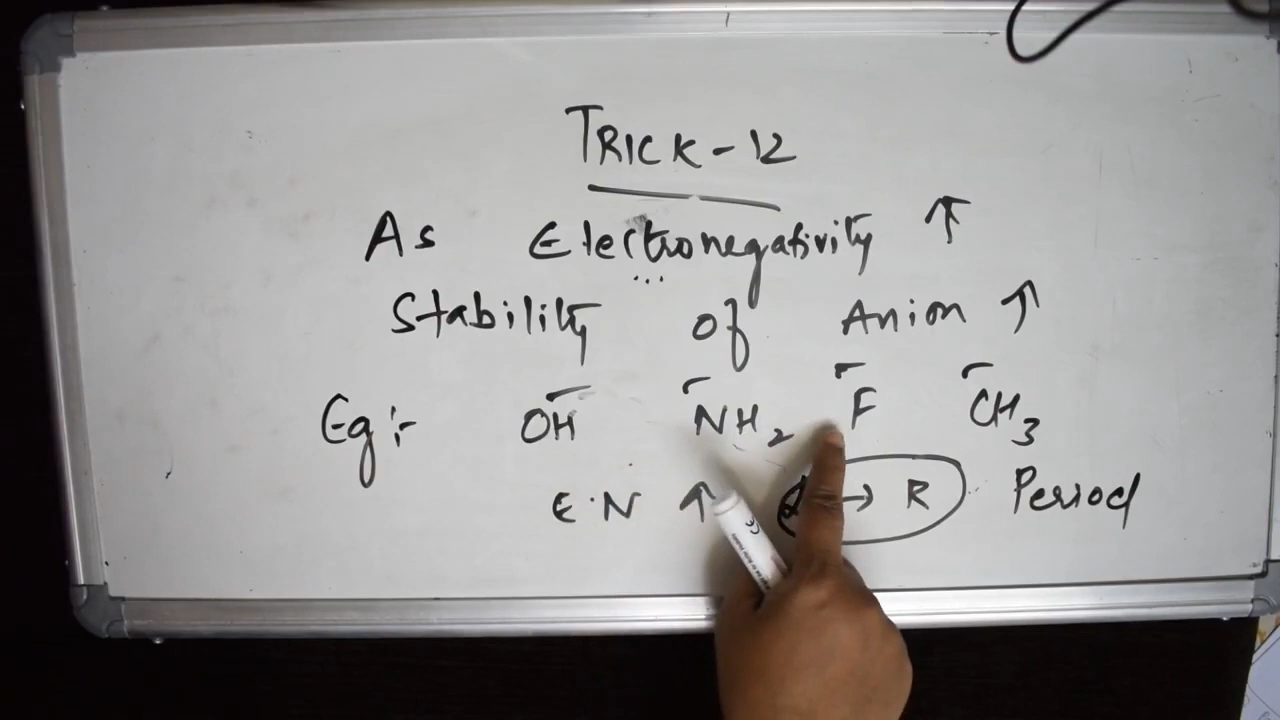 TRICK-12
As Electronegativity ↑
Stability of Anion ↑
Eg:- OH⁻ ⁻NH₂ F⁻ ⁻CH₃
E.N ↑ → R Period